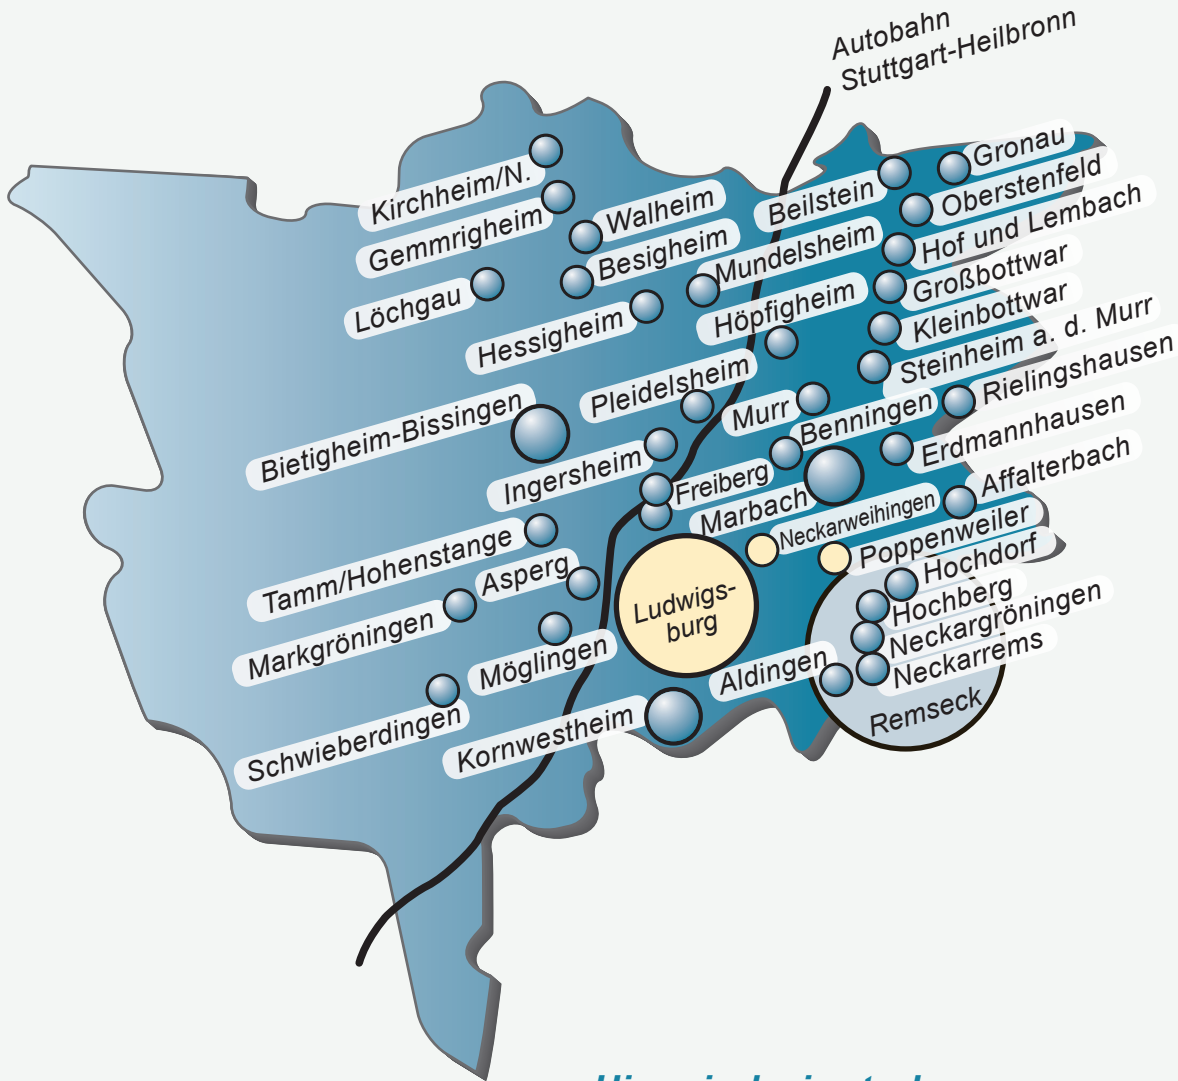 Autobahn
Stuttgart-Heilbronn
Kirchheim/N.
Gemmrigheim
Walheim
Besigheim
Löchgau
Hessigheim
Mundelsheim
Beilstein
Gronau
Oberstenfeld
Hof und Lembach
Großbottwar
Höpfigheim
Kleinbottwar
Steinheim a. d. Murr
Rielingshausen
Pleidelsheim
Murr
Benningen
Erdmannhausen
Bietigheim-Bissingen
Ingersheim
Freiberg
Marbach
Affalterbach
Neckarweihingen
Poppenweiler
Tamm/Hohenstange
Asperg
Ludwigs-
burg
Hochdorf
Hochberg
Neckargröningen
Neckarrems
Markgröningen
Möglingen
Aldingen
Remseck
Schwieberdingen
Kornwestheim